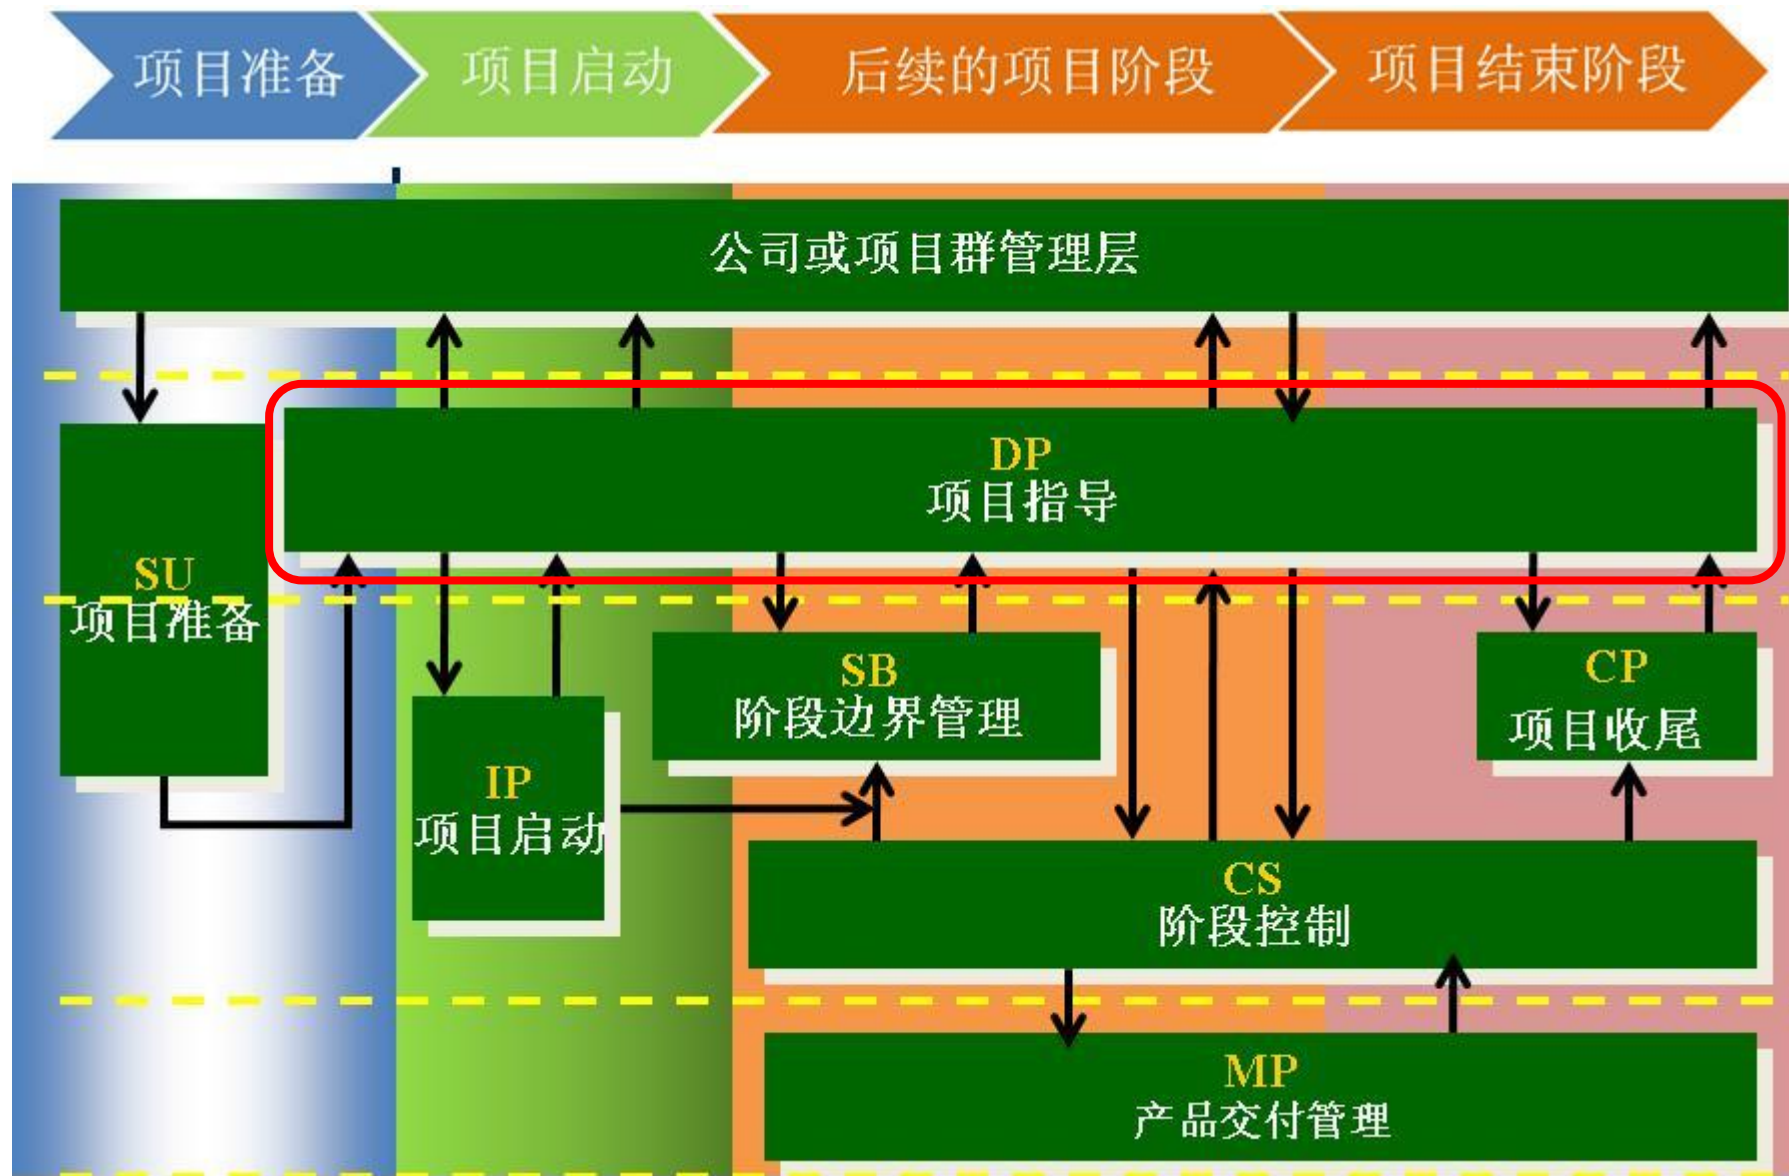 项目准备
项目启动
后续的项目阶段
项目结束阶段
公司或项目群管理层
DP
项目指导
SU
项目准备
SB
阶段边界管理
CP
项目收尾
IP
项目启动
CS
阶段控制
MP
产品交付管理